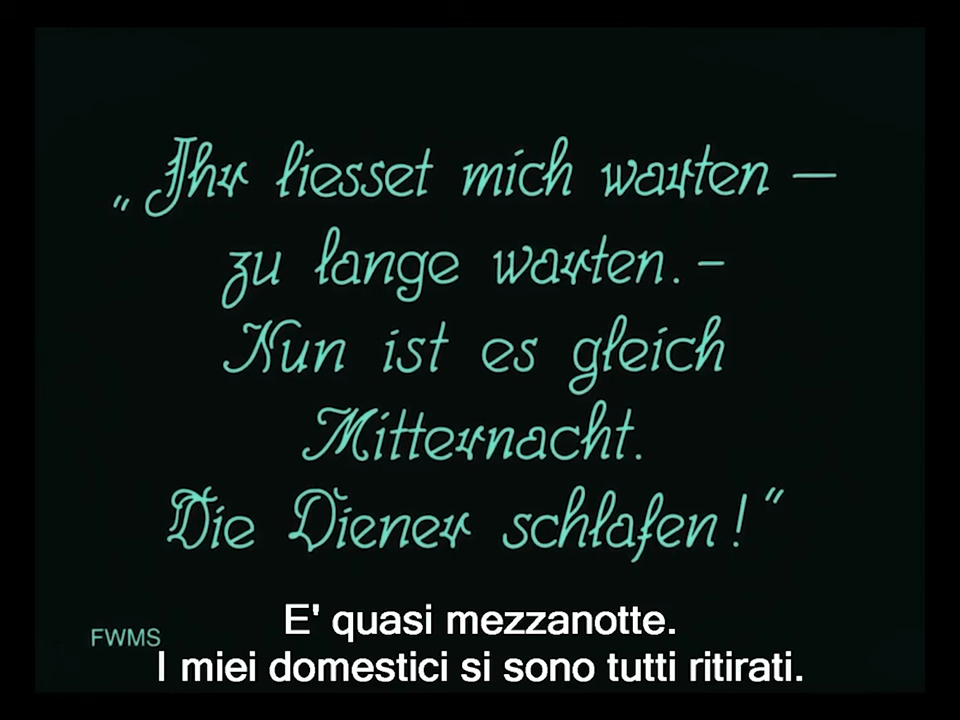 „Ihr liesset mich warten —
zu lange warten. –
Nun ist es gleich
Mitternacht.
Die Diener schlafen!“
FWMS
E' quasi mezzanotte.
I miei domestici si sono tutti ritirati.